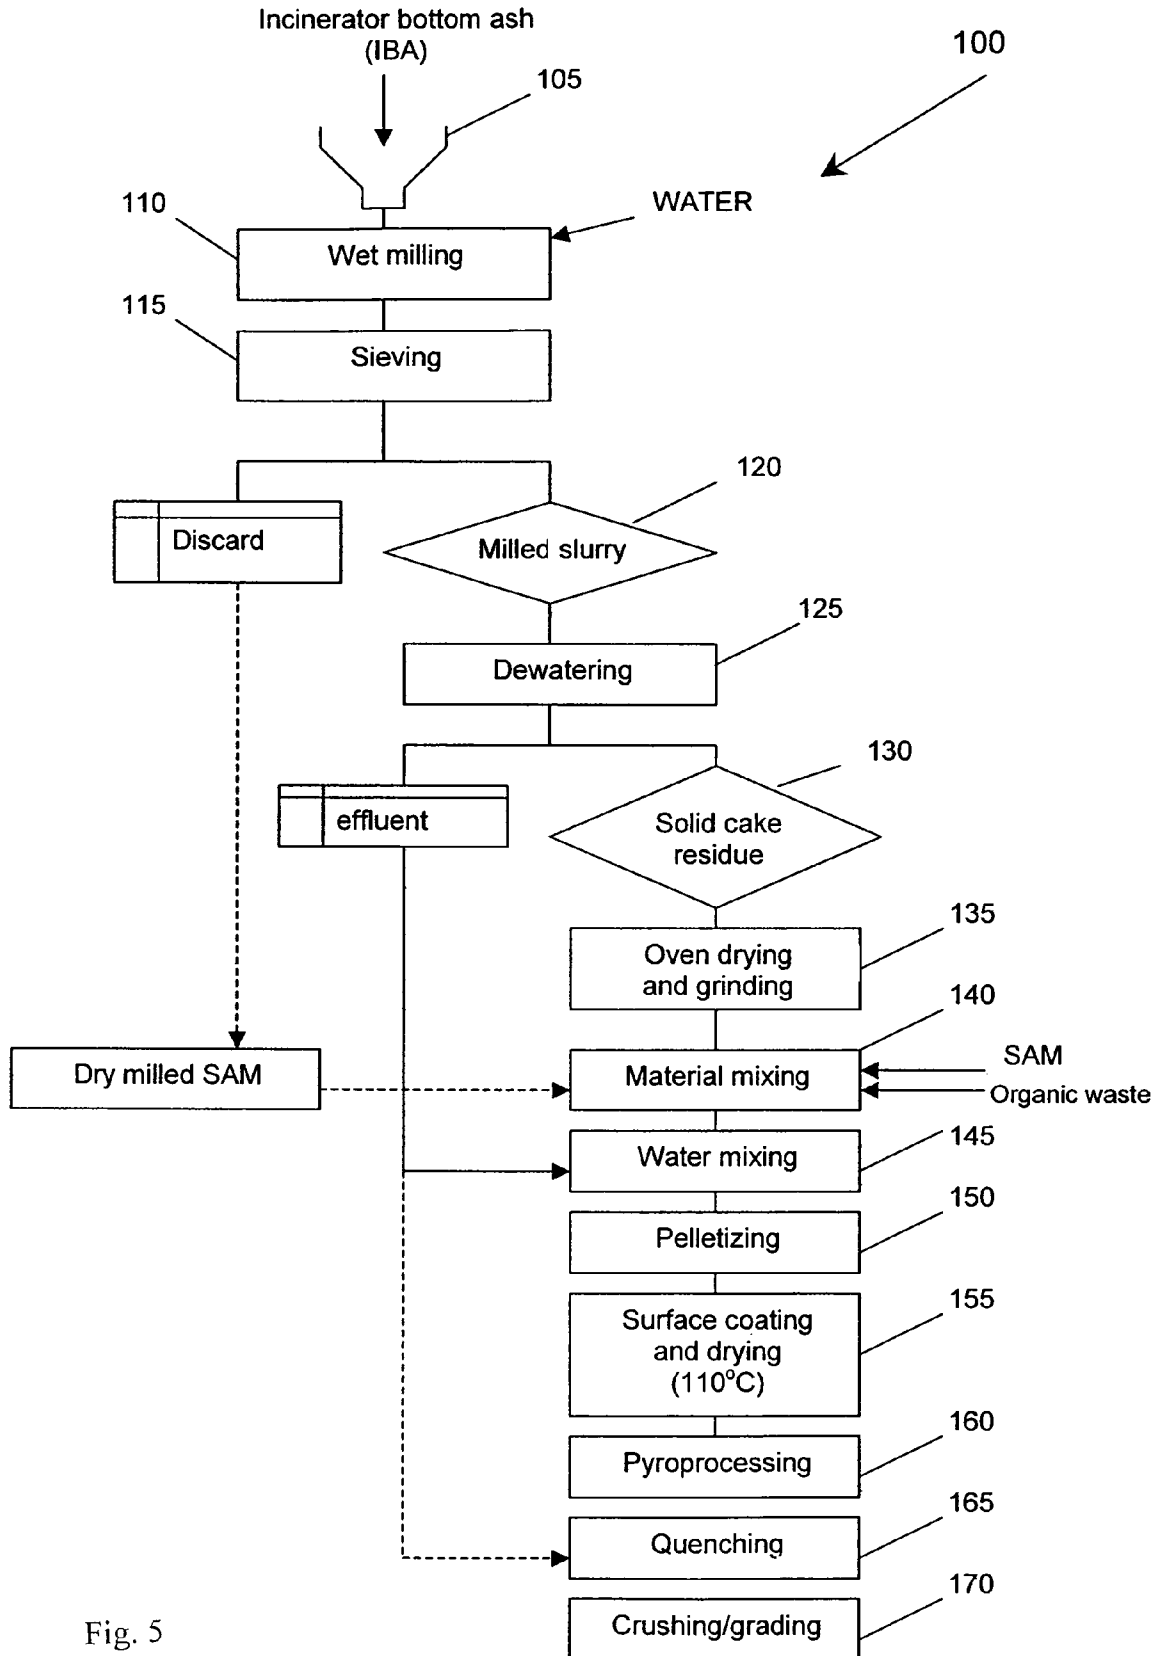 Incinerator bottom ash
(IBA)
100
105
110
WATER
Wet milling
115
Sieving
120
Discard
Milled slurry
125
Dewatering
130
effluent
Solid cake
residue
135
Oven drying
and grinding
140
Dry milled SAM
Material mixing
SAM
Organic waste
145
Water mixing
150
Pelletizing
155
Surface coating
and drying
(110°C)
160
Pyroprocessing
165
Quenching
170
Crushing/grading
Fig. 5